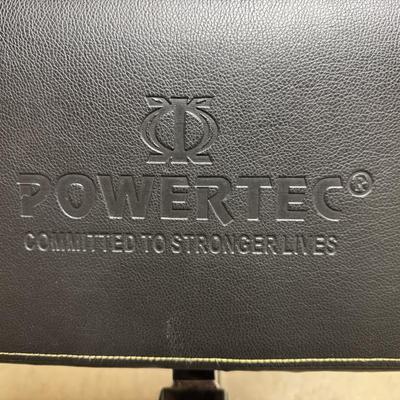 POWERTEC®
COMMITTED TO STRONGER LIVES